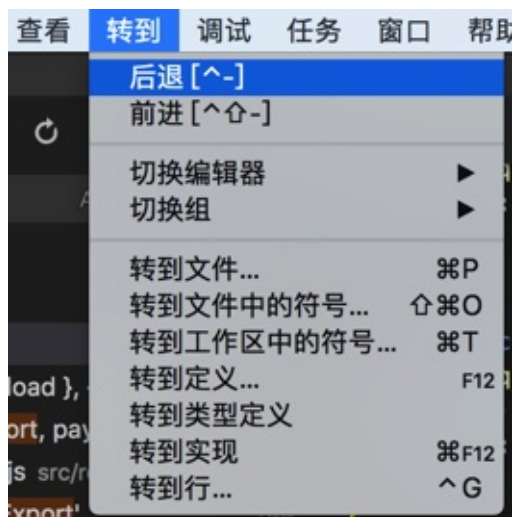 查看 转到 调试 任务 窗口 帮助
后退 [^-]
前进 [^⇧-]
切换编辑器 ▶
切换组 ▶
转到文件... ⌘P
转到文件中的符号... ⇧⌘O
转到工作区中的符号... ⌘T
load },
转到定义... F12
ort, pay
转到类型定义
js src/r
转到实现 ⌘F12
Export'
转到行... ^G